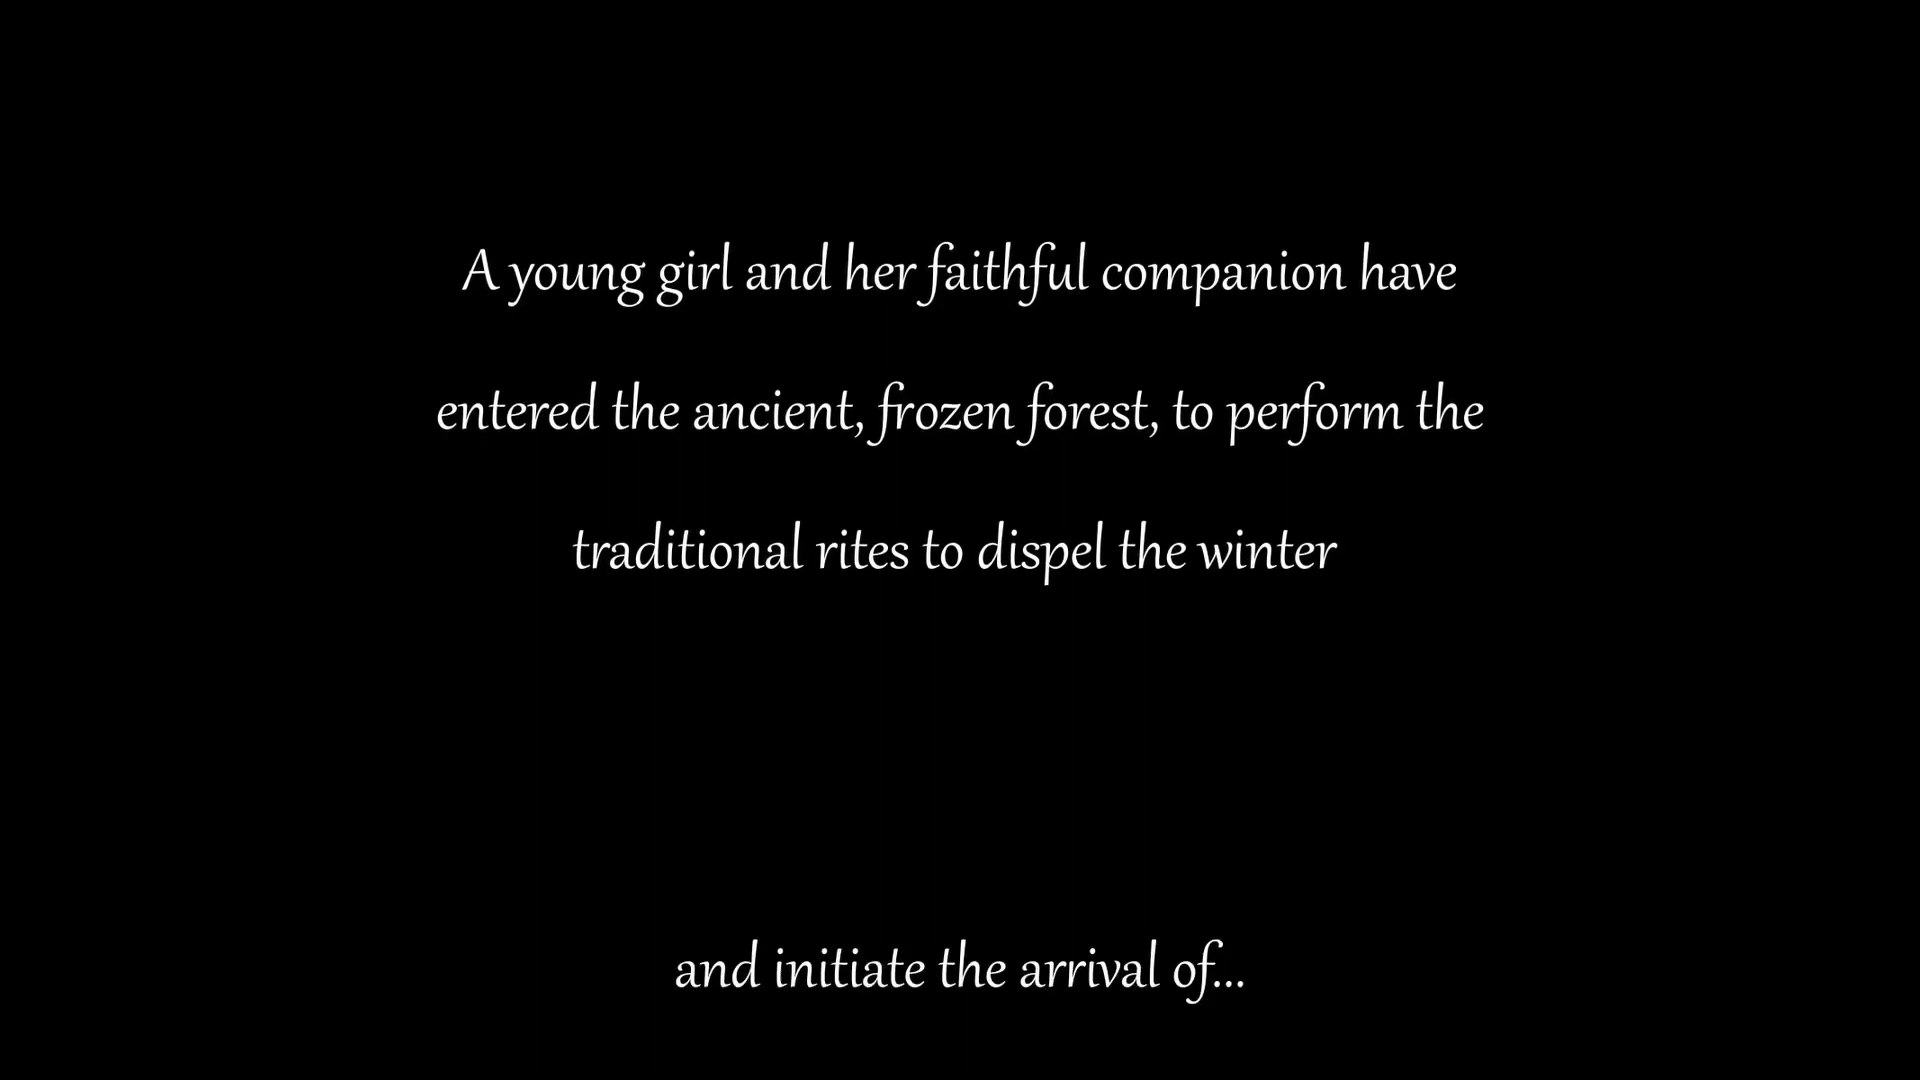 A young girl and her faithful companion have
entered the ancient, frozen forest, to perform the
traditional rites to dispel the winter
and initiate the arrival of...